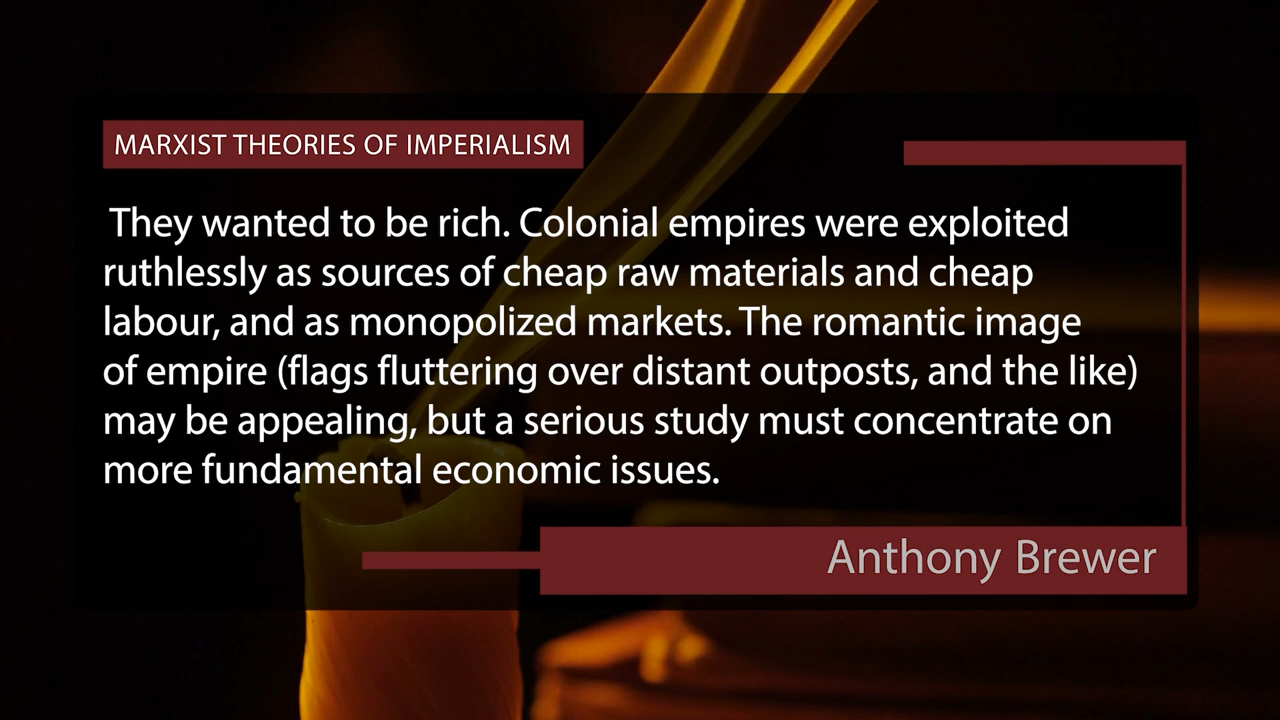 MARXIST THEORIES OF IMPERIALISM
They wanted to be rich. Colonial empires were exploited
ruthlessly as sources of cheap raw materials and cheap
labour, and as monopolized markets. The romantic image
of empire (flags fluttering over distant outposts, and the like)
may be appealing, but a serious study must concentrate on
more fundamental economic issues.
Anthony Brewer